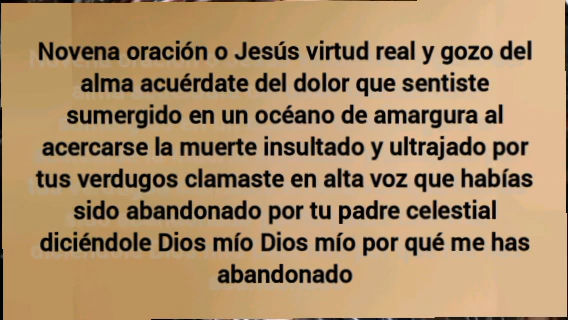 Novena oración o Jesús virtud real y gozo del
alma acuérdate del dolor que sentiste
sumergido en un océano de amargura al
acercarse la muerte insultado y ultrajado por
tus verdugos clamaste en alta voz que habías
sido abandonado por tu padre celestial
diciéndole Dios mío Dios mío por qué me has
abandonado